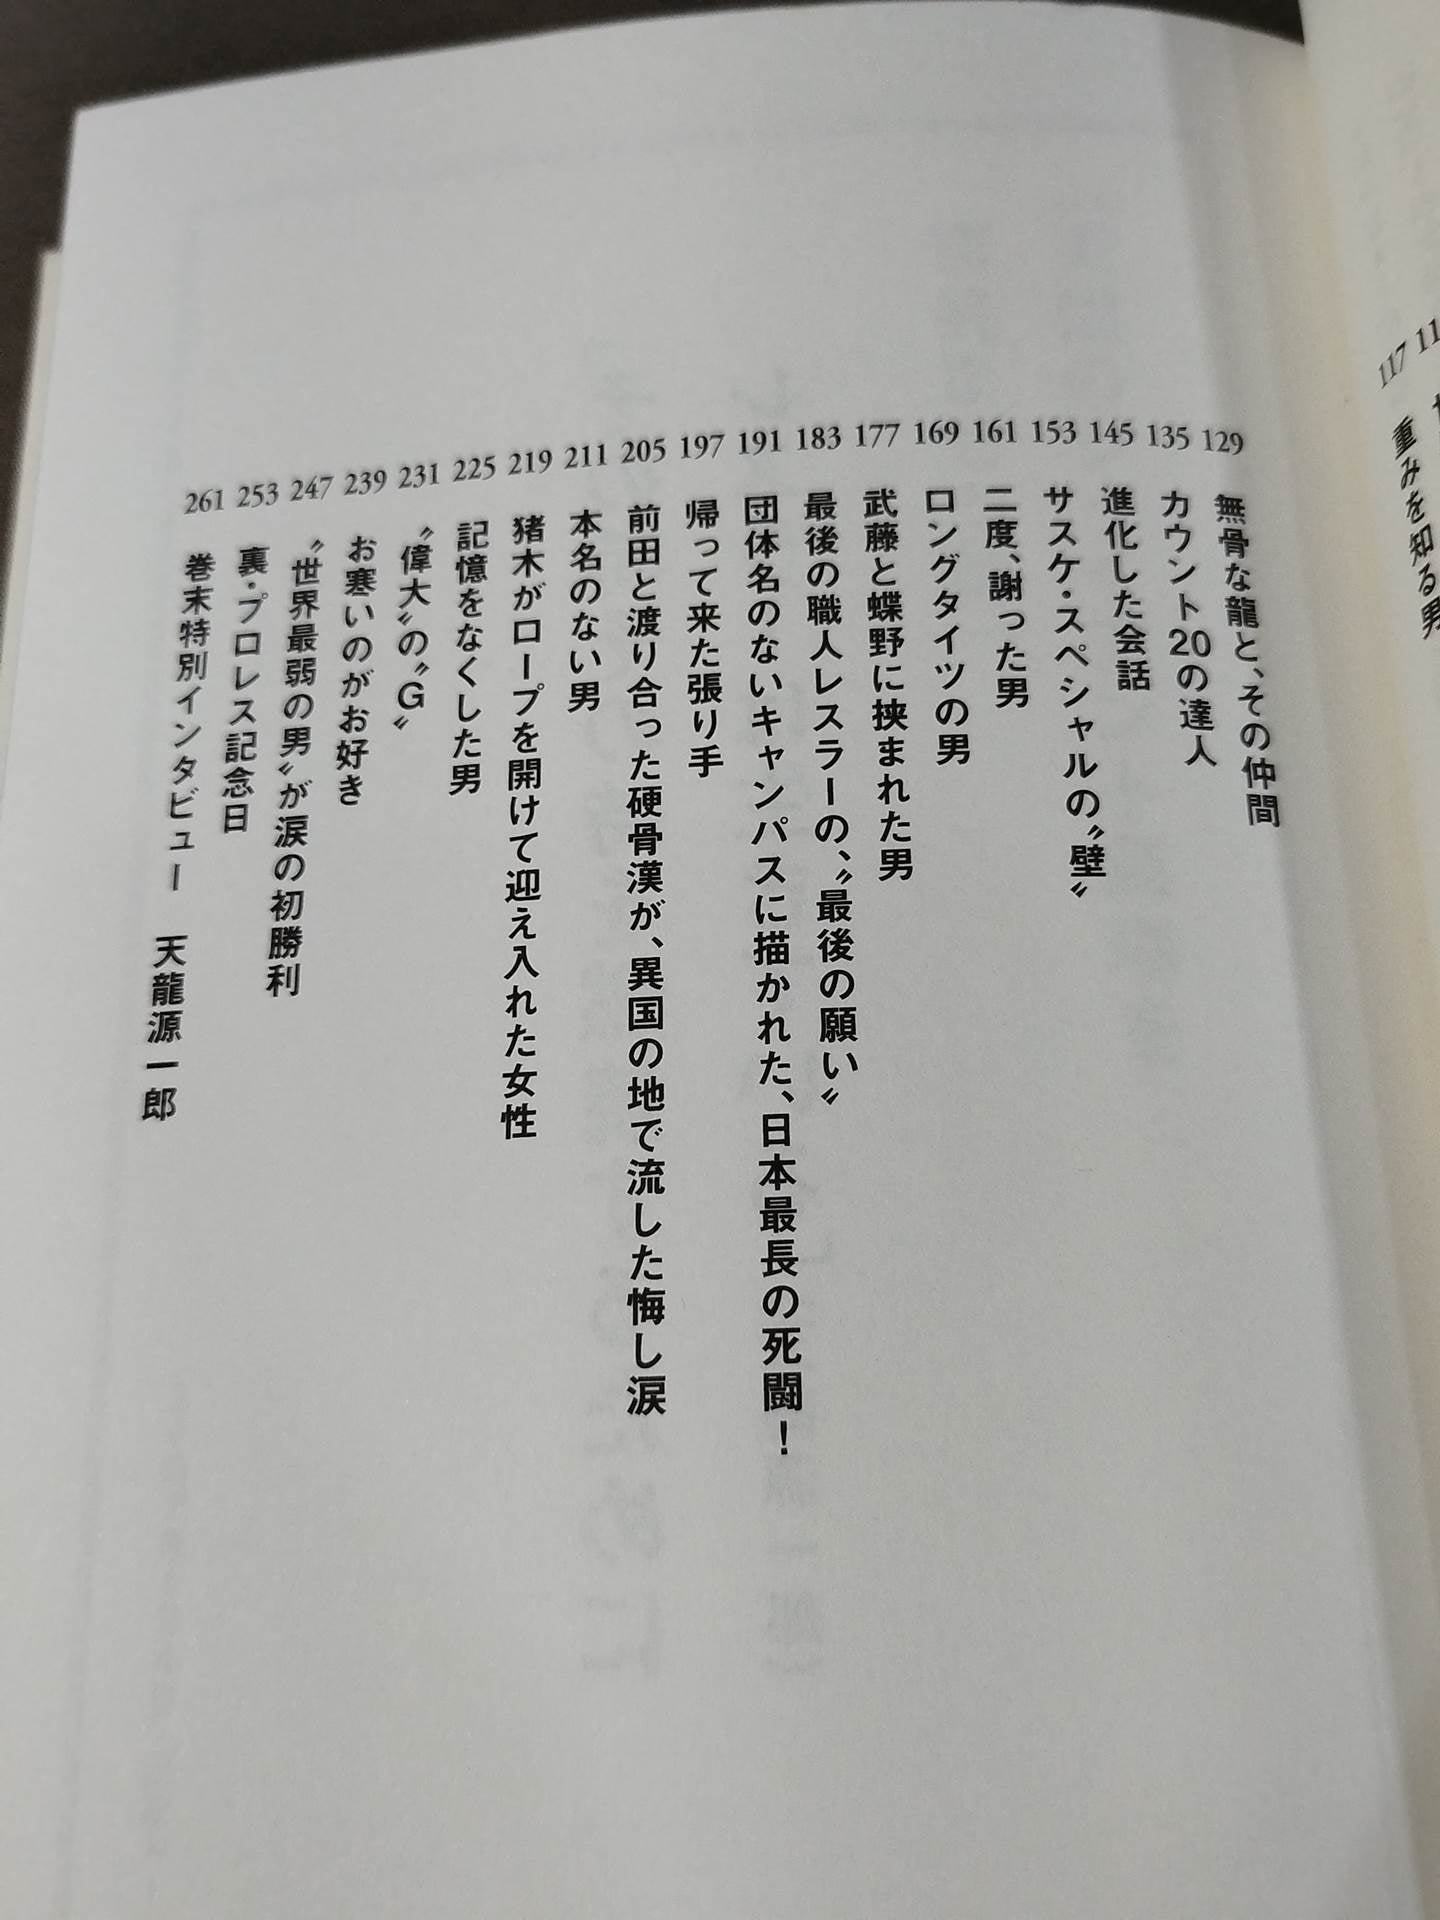 117 重みを知る男
129 無骨な龍と、その仲間
135 カウント20の達人
145 進化した会話
153 サスケ・スペシャルの〝壁〟
161 二度、謝った男
169 ロングタイツの男
177 武藤と蝶野に挟まれた男
183 最後の職人レスラーの、〝最後の願い〟
191 団体名のないキャンパスに描かれた、日本最長の死闘！
197 帰って来た張り手
205 前田と渡り合った硬骨漢が、異国の地で流した悔し涙
211 本名のない男
219 猪木がロープを開けて迎え入れた女性
225 記憶をなくした男
231 〝偉大〟の〝G〟
239 お寒いのがお好き
247 〝世界最弱の男〟が涙の初勝利
253 裏・プロレス記念日
261 巻末特別インタビュー　天龍源一郎